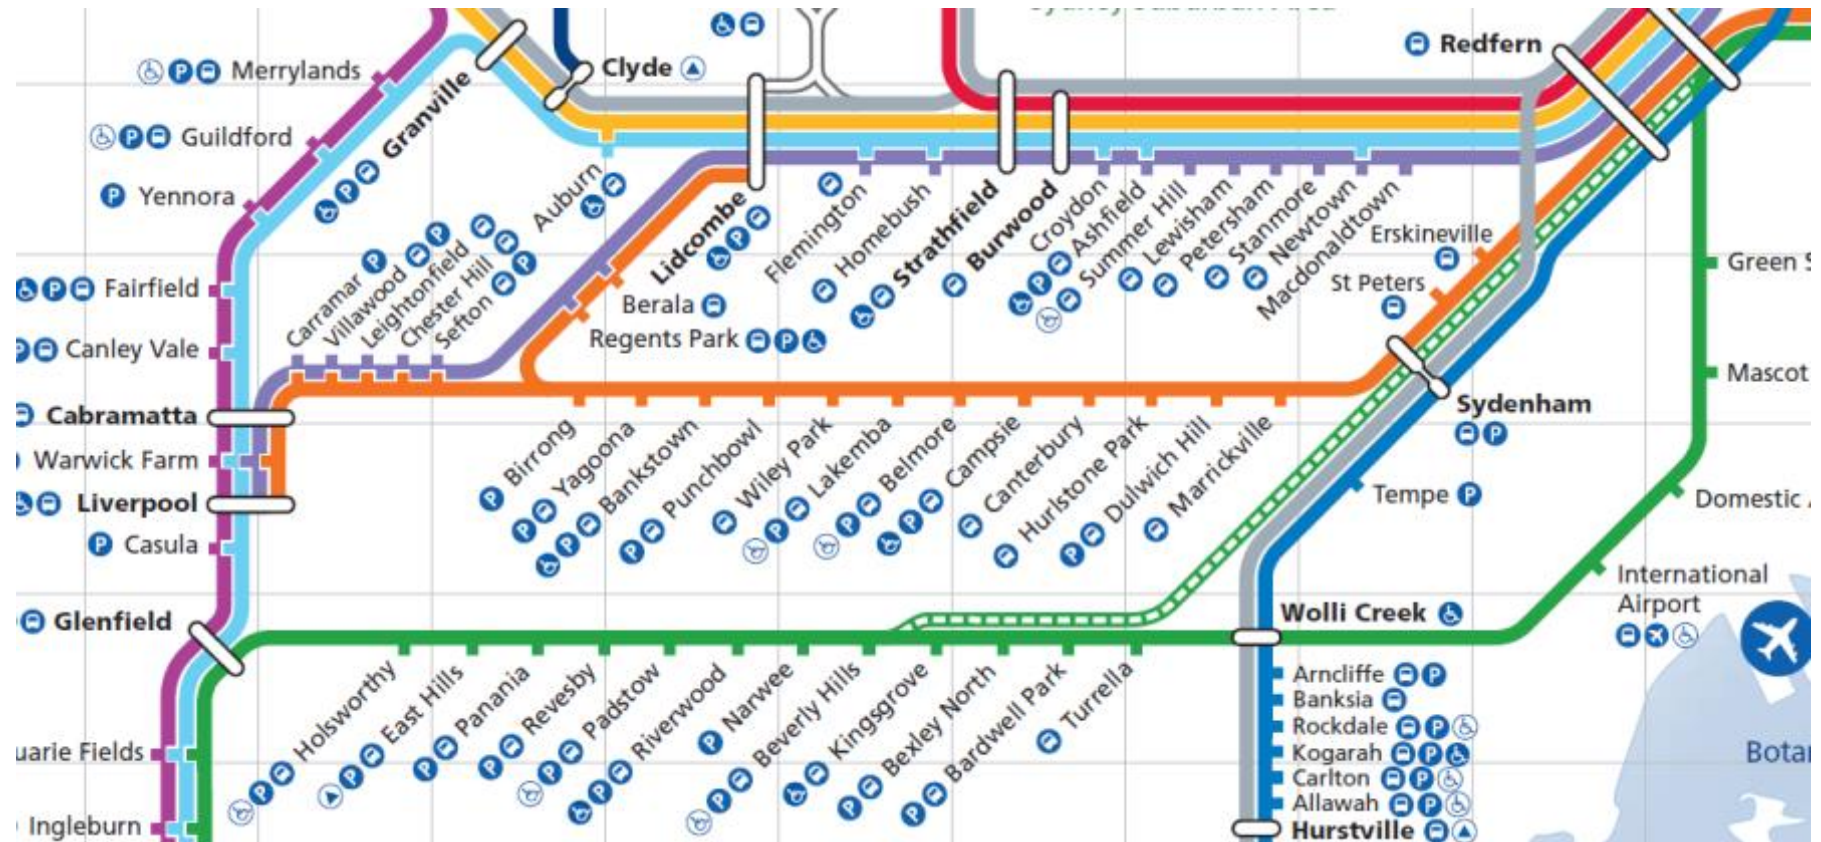 Redfern
Clyde
Merrylands
Granville
Guildford
Yennora
Auburn
Lidcombe
Flemington
Homebush
Strathfield
Burwood
Croydon
Ashfield
Summer Hill
Lewisham
Petersham
Stanmore
Newtown
Macdonaldtown
Erskineville
St Peters
Green S
Fairfield
Carramar
Villawood
Leightonfield
Chester Hill
Sefton
Berala
Regents Park
Canley Vale
Mascot
Cabramatta
Sydenham
Warwick Farm
Birrong
Yagoona
Bankstown
Punchbowl
Wiley Park
Lakemba
Belmore
Campsie
Canterbury
Hurlstone Park
Dulwich Hill
Marrickville
Tempe
Domestic
Liverpool
Casula
International
Airport
Glenfield
Wolli Creek
Holsworthy
East Hills
Panania
Revesby
Padstow
Riverwood
Narwee
Beverly Hills
Kingsgrove
Bexley North
Bardwell Park
Turrella
Arncliffe
Banksia
Rockdale
Kogarah
Carlton
Allawah
Hurstville
uarie Fields
Ingleburn
Botan